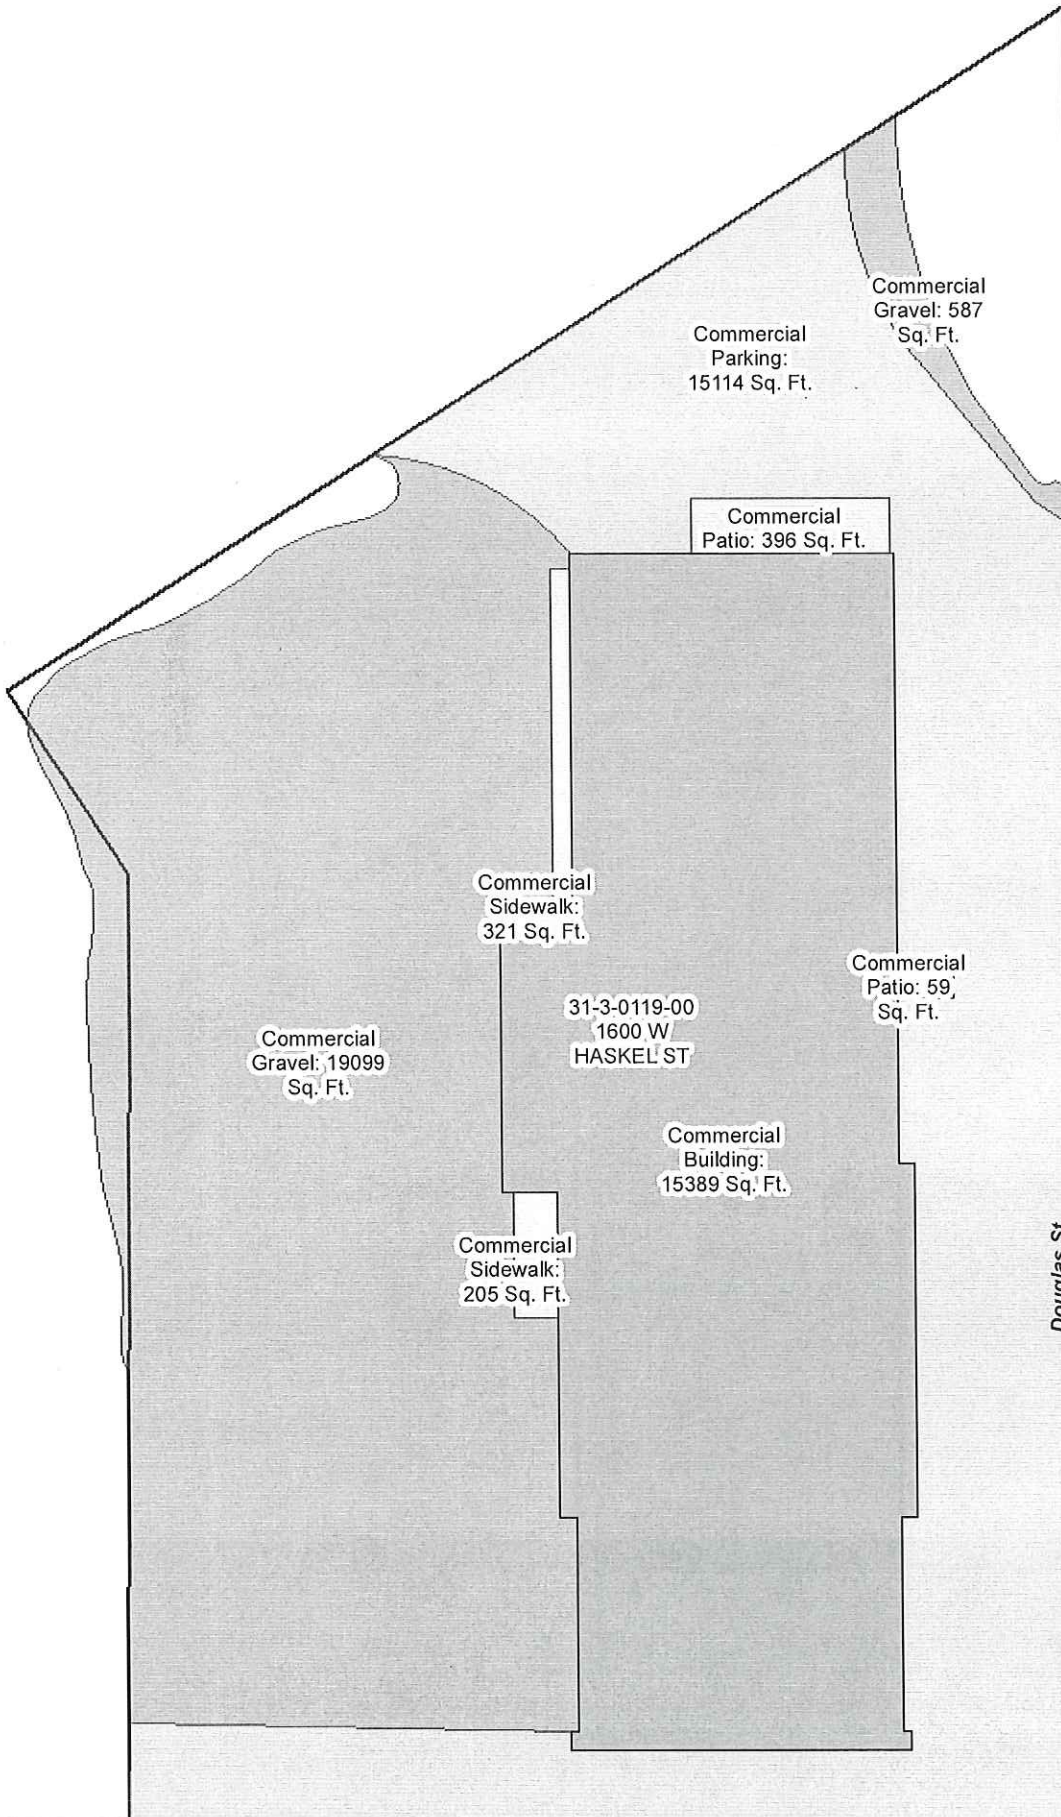 Commercial
Gravel: 587
Sq. Ft.
Commercial
Parking:
15114 Sq. Ft.
Commercial
Patio: 396 Sq. Ft.
Commercial
Sidewalk:
321 Sq. Ft.
Commercial
Patio: 59
Sq. Ft.
31-3-0119-00
1600 W
HASKEL ST
Commercial
Gravel: 19099
Sq. Ft.
Commercial
Building:
15389 Sq. Ft.
Commercial
Sidewalk:
205 Sq. Ft.
Douglas St